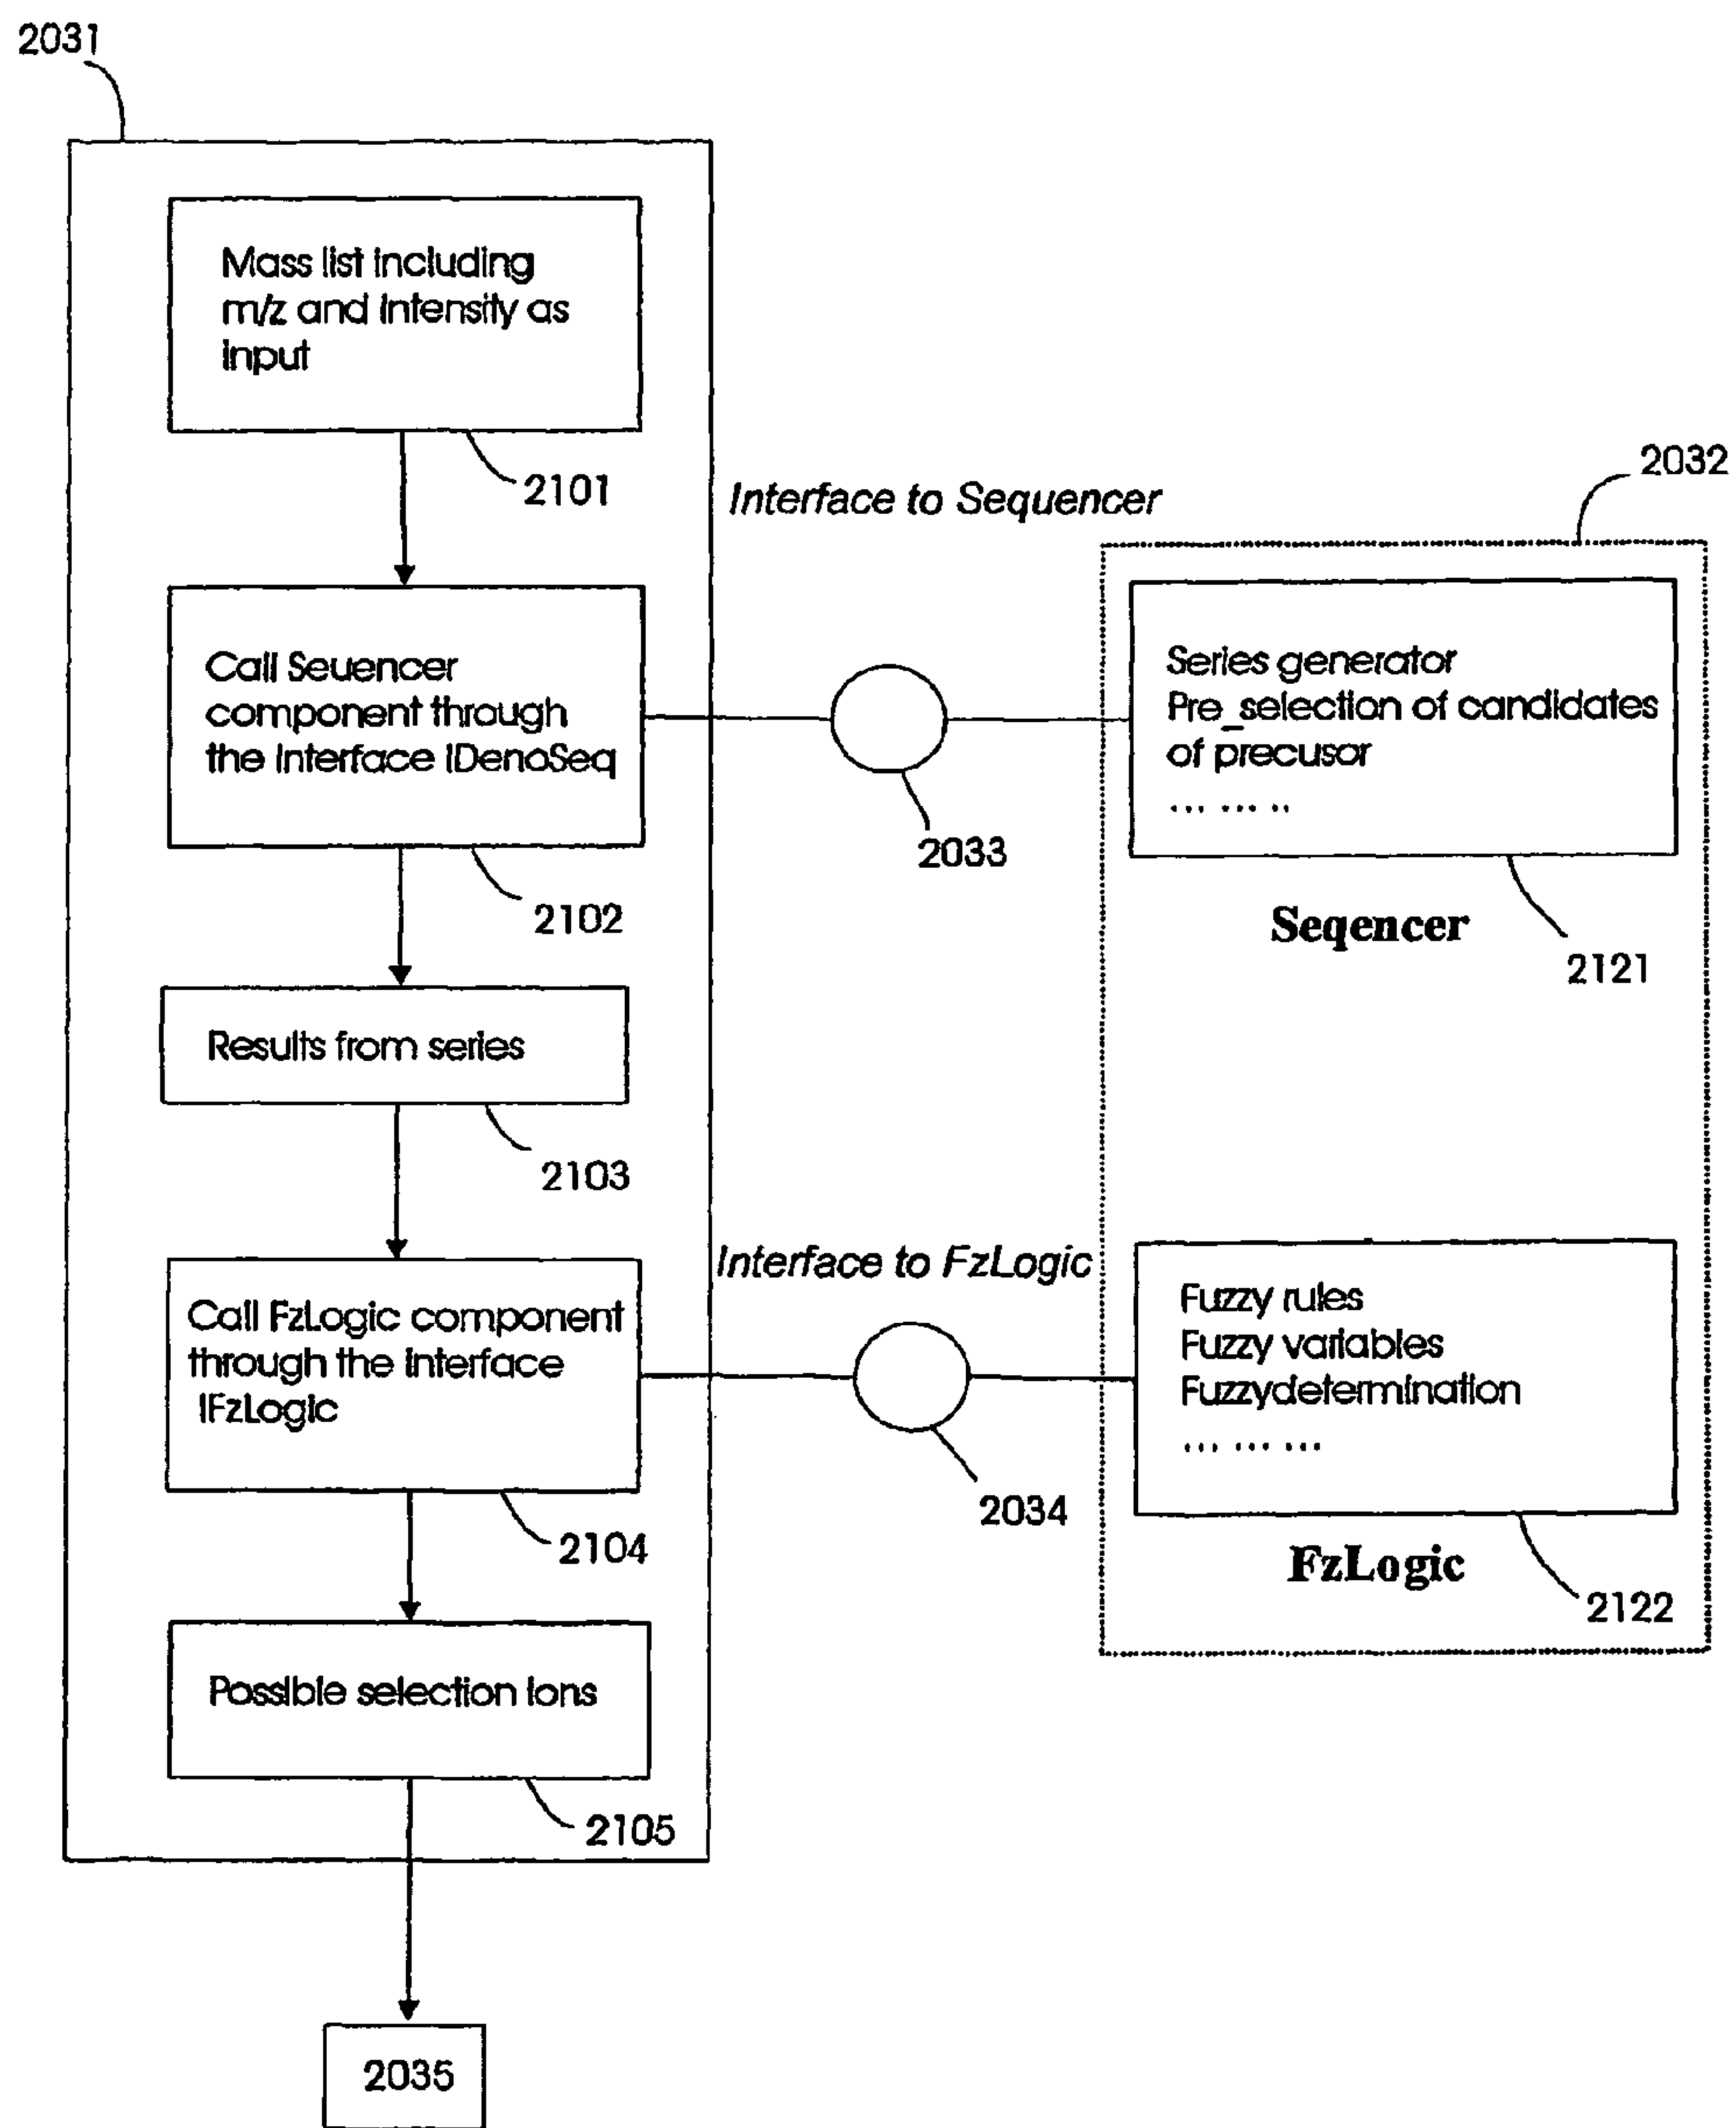 2031
Mass list including
m/z and intensity as
input
2101
Interface to Sequencer
2032
Call Seuencer
component through
the interface IDenoSeq
2033
Series generator
Pre_selection of candidates
of precusor
... ... ..
2102
Seqencer
2121
Results from series
2103
Interface to FzLogic
Call FzLogic component
through the interface
IFzLogic
2034
Fuzzy rules
Fuzzy variables
Fuzzydetermination
... ... ...
2104
FzLogic
2122
Possible selection ions
2105
2035